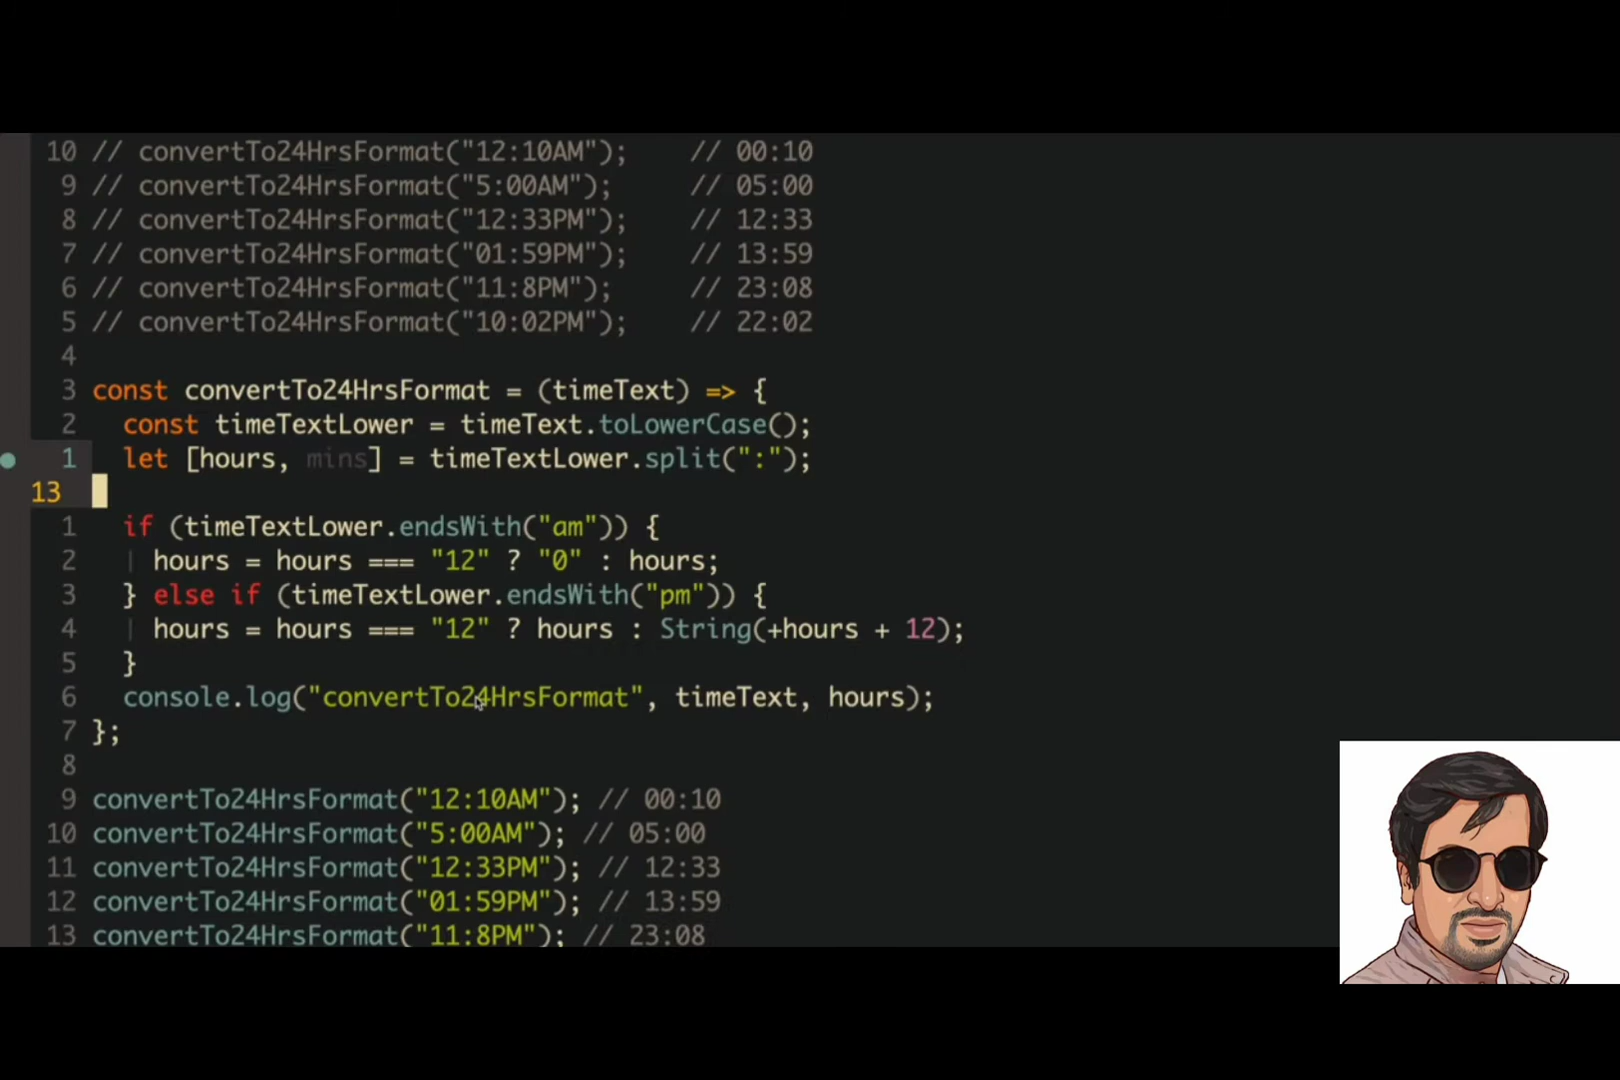 10 // convertTo24HrsFormat("12:10AM");    // 00:10
9 // convertTo24HrsFormat("5:00AM");     // 05:00
8 // convertTo24HrsFormat("12:33PM");    // 12:33
7 // convertTo24HrsFormat("01:59PM");    // 13:59
6 // convertTo24HrsFormat("11:8PM");     // 23:08
5 // convertTo24HrsFormat("10:02PM");    // 22:02
4
3 const convertTo24HrsFormat = (timeText) => {
2   const timeTextLower = timeText.toLowerCase();
1   let [hours, mins] = timeTextLower.split(":");
13
1   if (timeTextLower.endsWith("am")) {
2     hours = hours === "12" ? "0" : hours;
3   } else if (timeTextLower.endsWith("pm")) {
4     hours = hours === "12" ? hours : String(+hours + 12);
5   }
6   console.log("convertTo24HrsFormat", timeText, hours);
7 };
8
9 convertTo24HrsFormat("12:10AM"); // 00:10
10 convertTo24HrsFormat("5:00AM"); // 05:00
11 convertTo24HrsFormat("12:33PM"); // 12:33
12 convertTo24HrsFormat("01:59PM"); // 13:59
13 convertTo24HrsFormat("11:8PM"); // 23:08